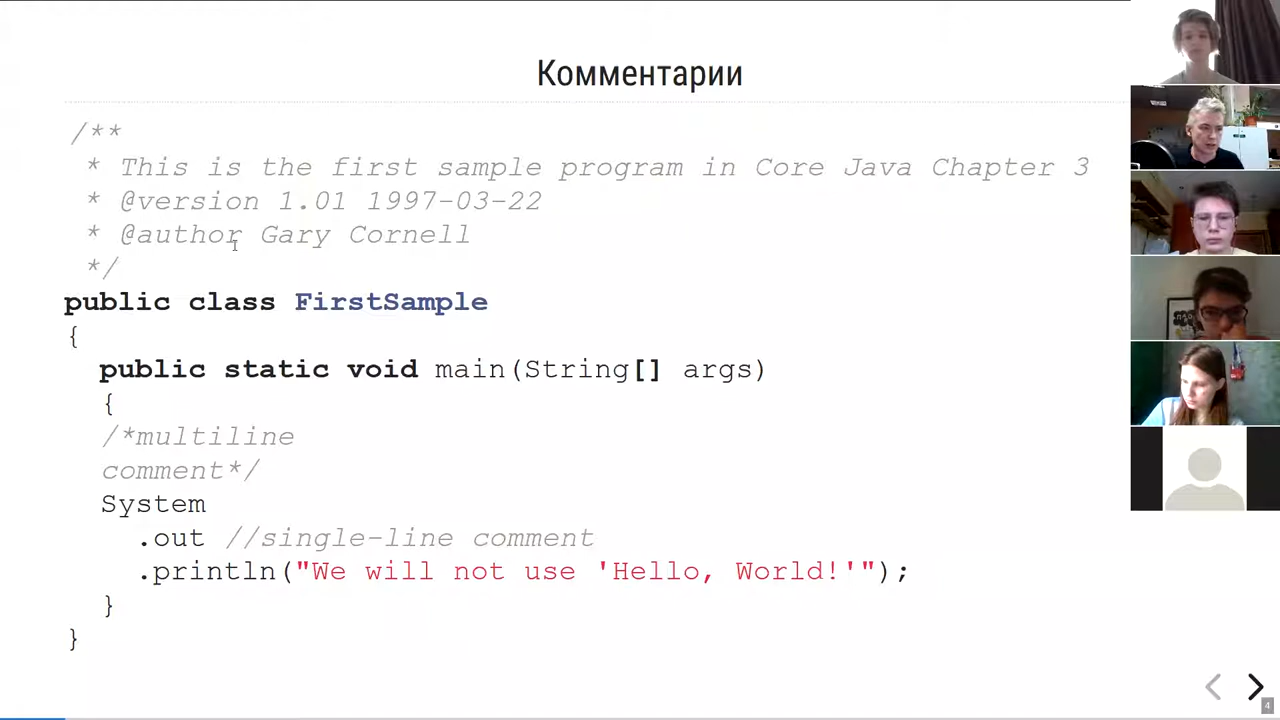 Комментарии
/**
* This is the first sample program in Core Java Chapter 3
* @version 1.01 1997-03-22
* @author Gary Cornell
*/
public class FirstSample
{
public static void main(String[] args)
{
/*multiline
comment*/
System
.out //single-line comment
.println("We will not use 'Hello, World!'");
}
}
4